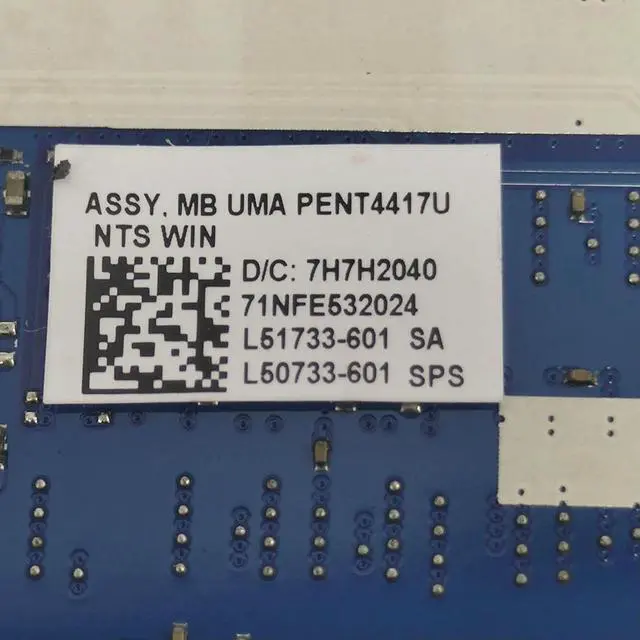 ASSY, MB UMA PENT4417U
NTS WIN
D/C: 7H7H2040
71NFE532024
L51733-601 SA
L50733-601 SPS